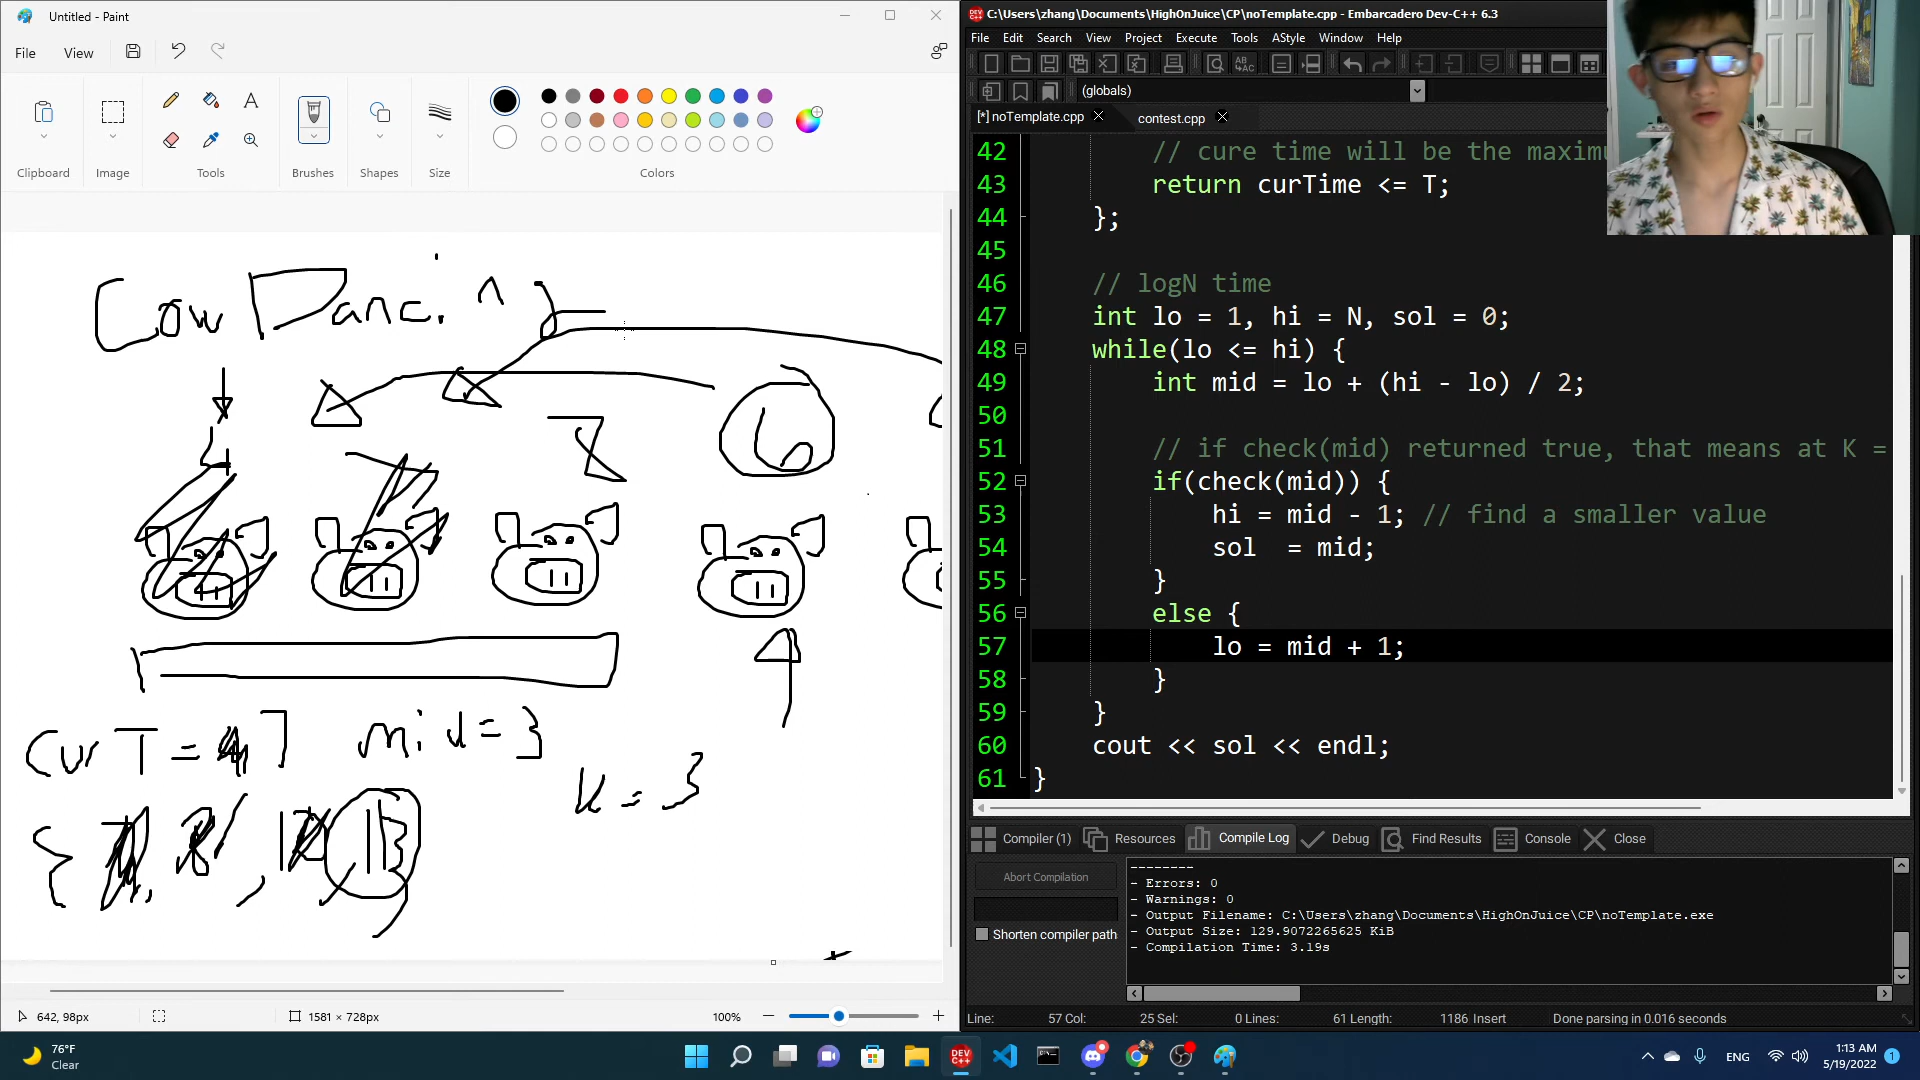 Untitled - Paint
File
View
Clipboard
Image
Tools
Brushes
Shapes
Size
Colors
Cow Danci
4
6
Cur T = 7
mid = 3
K = 3
642, 98px
1581 × 728px
100%
C:\Users\zhang\Documents\HighOnJuice\CP\noTemplate.cpp - Embarcadero Dev-C++ 6.3
File Edit Search View Project Execute Tools AStyle Window Help
(globals)
[*] noTemplate.cpp
contest.cpp
42 // cure time will be the maximu
43 return curTime <= T;
44 };
45
46 // logN time
47 int lo = 1, hi = N, sol = 0;
48 while(lo <= hi) {
49 int mid = lo + (hi - lo) / 2;
50
51 // if check(mid) returned true, that means at K =
52 if(check(mid)) {
53 hi = mid - 1; // find a smaller value
54 sol  = mid;
55 }
56 else {
57 lo = mid + 1;
58 }
59 }
60 cout << sol << endl;
61 }
Compiler (1)
Resources
Compile Log
Debug
Find Results
Console
Close
Abort Compilation
Shorten compiler path
--------
- Errors: 0
- Warnings: 0
- Output Filename: C:\Users\zhang\Documents\HighOnJuice\CP\noTemplate.exe
- Output Size: 129.9072265625 KiB
- Compilation Time: 3.19s
Line: 57 Col: 25 Sel: 0 Lines: 61 Length: 1186 Insert Done parsing in 0.016 seconds
76°F
Clear
DEV C++
ENG
1:13 AM
5/19/2022
1